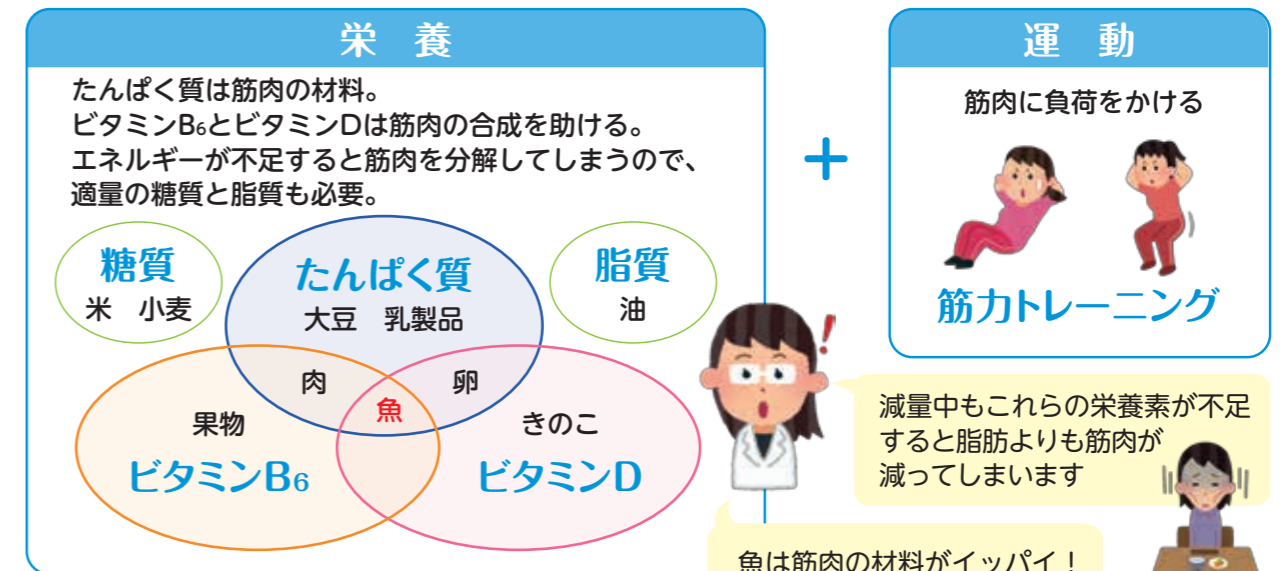 栄 養
たんぱく質は筋肉の材料。
ビタミンB₆とビタミンDは筋肉の合成を助ける。
エネルギーが不足すると筋肉を分解してしまうので、
適量の糖質と脂質も必要。
糖質
米 小麦
たんぱく質
大豆 乳製品
脂質
油
肉
卵
魚
果物
ビタミンB₆
きのこ
ビタミンD
+
運 動
筋肉に負荷をかける
筋力トレーニング
減量中もこれらの栄養素が不足
すると脂肪よりも筋肉が
減ってしまいます
魚は筋肉の材料がイッパイ!